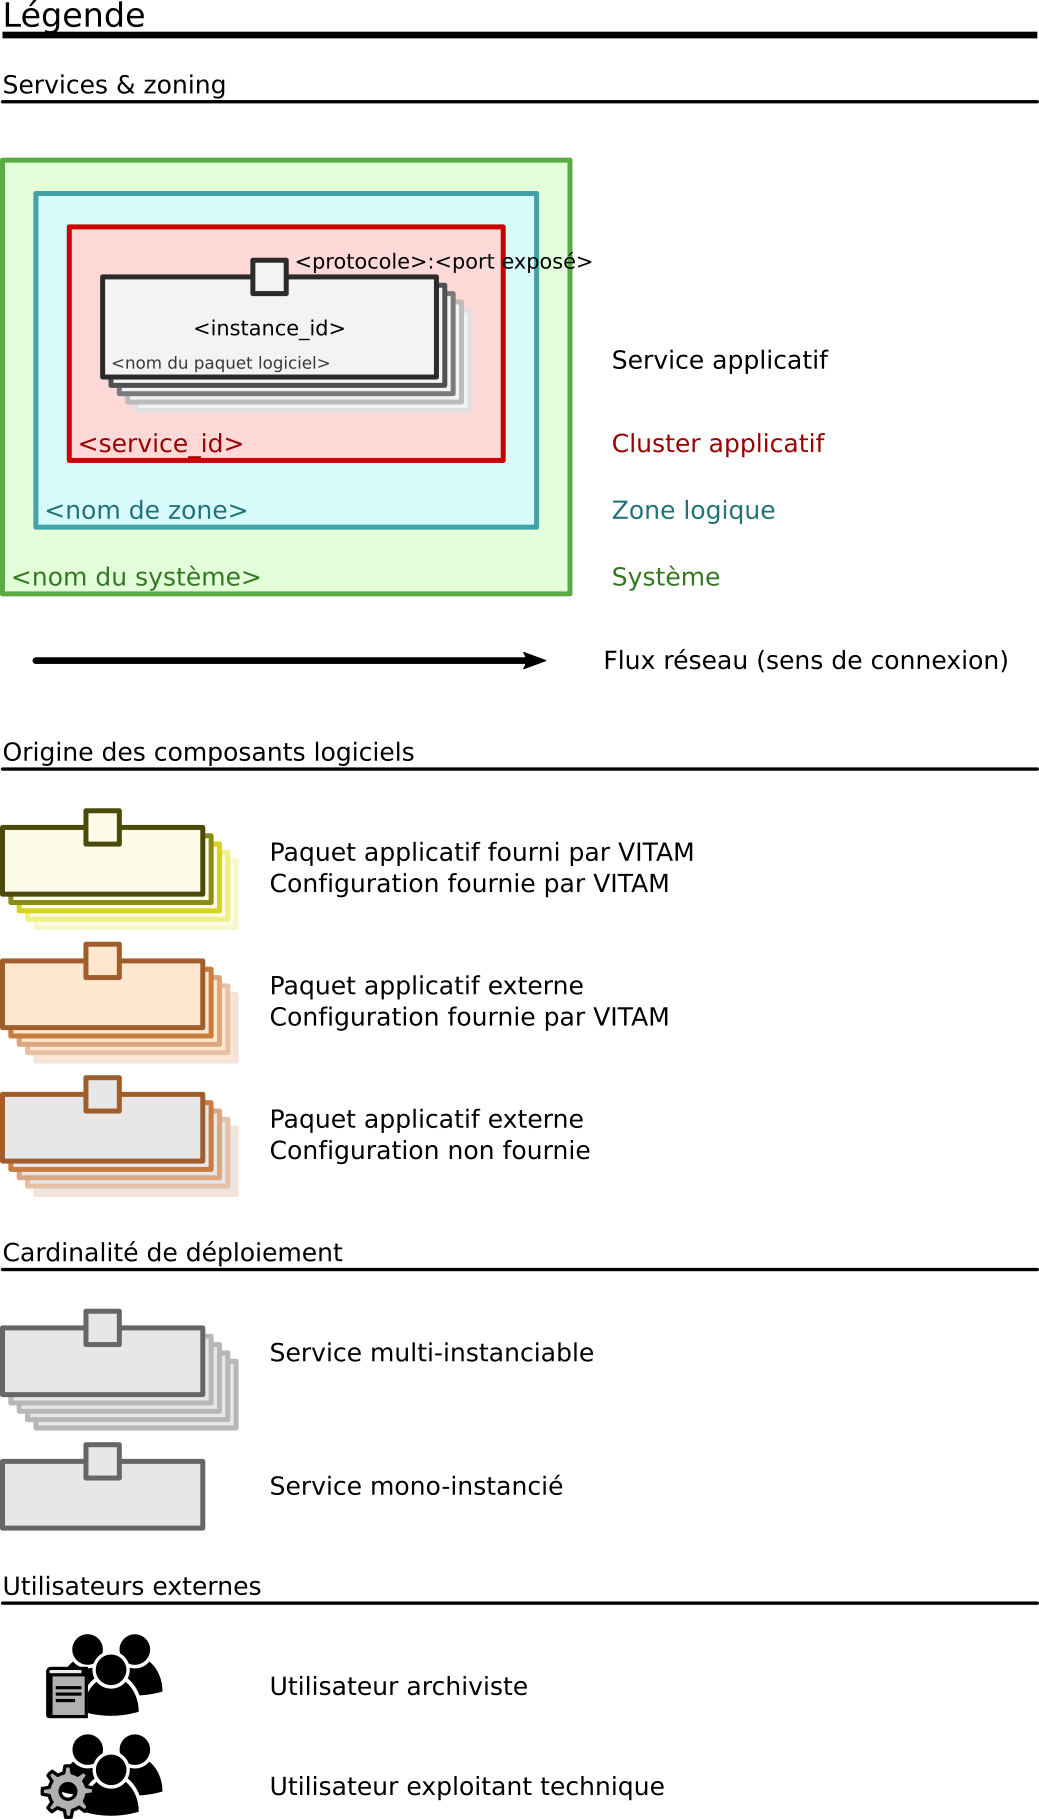 Légende
Services & zoning
<protocole>:<port exposé>
<instance_id>
<nom du paquet logiciel>
Service applicatif
<service_id>
Cluster applicatif
<nom de zone>
Zone logique
<nom du système>
Système
Flux réseau (sens de connexion)
Origine des composants logiciels
Paquet applicatif fourni par VITAM
Configuration fournie par VITAM
Paquet applicatif externe
Configuration fournie par VITAM
Paquet applicatif externe
Configuration non fournie
Cardinalité de déploiement
Service multi-instanciable
Service mono-instancié
Utilisateurs externes
Utilisateur archiviste
Utilisateur exploitant technique